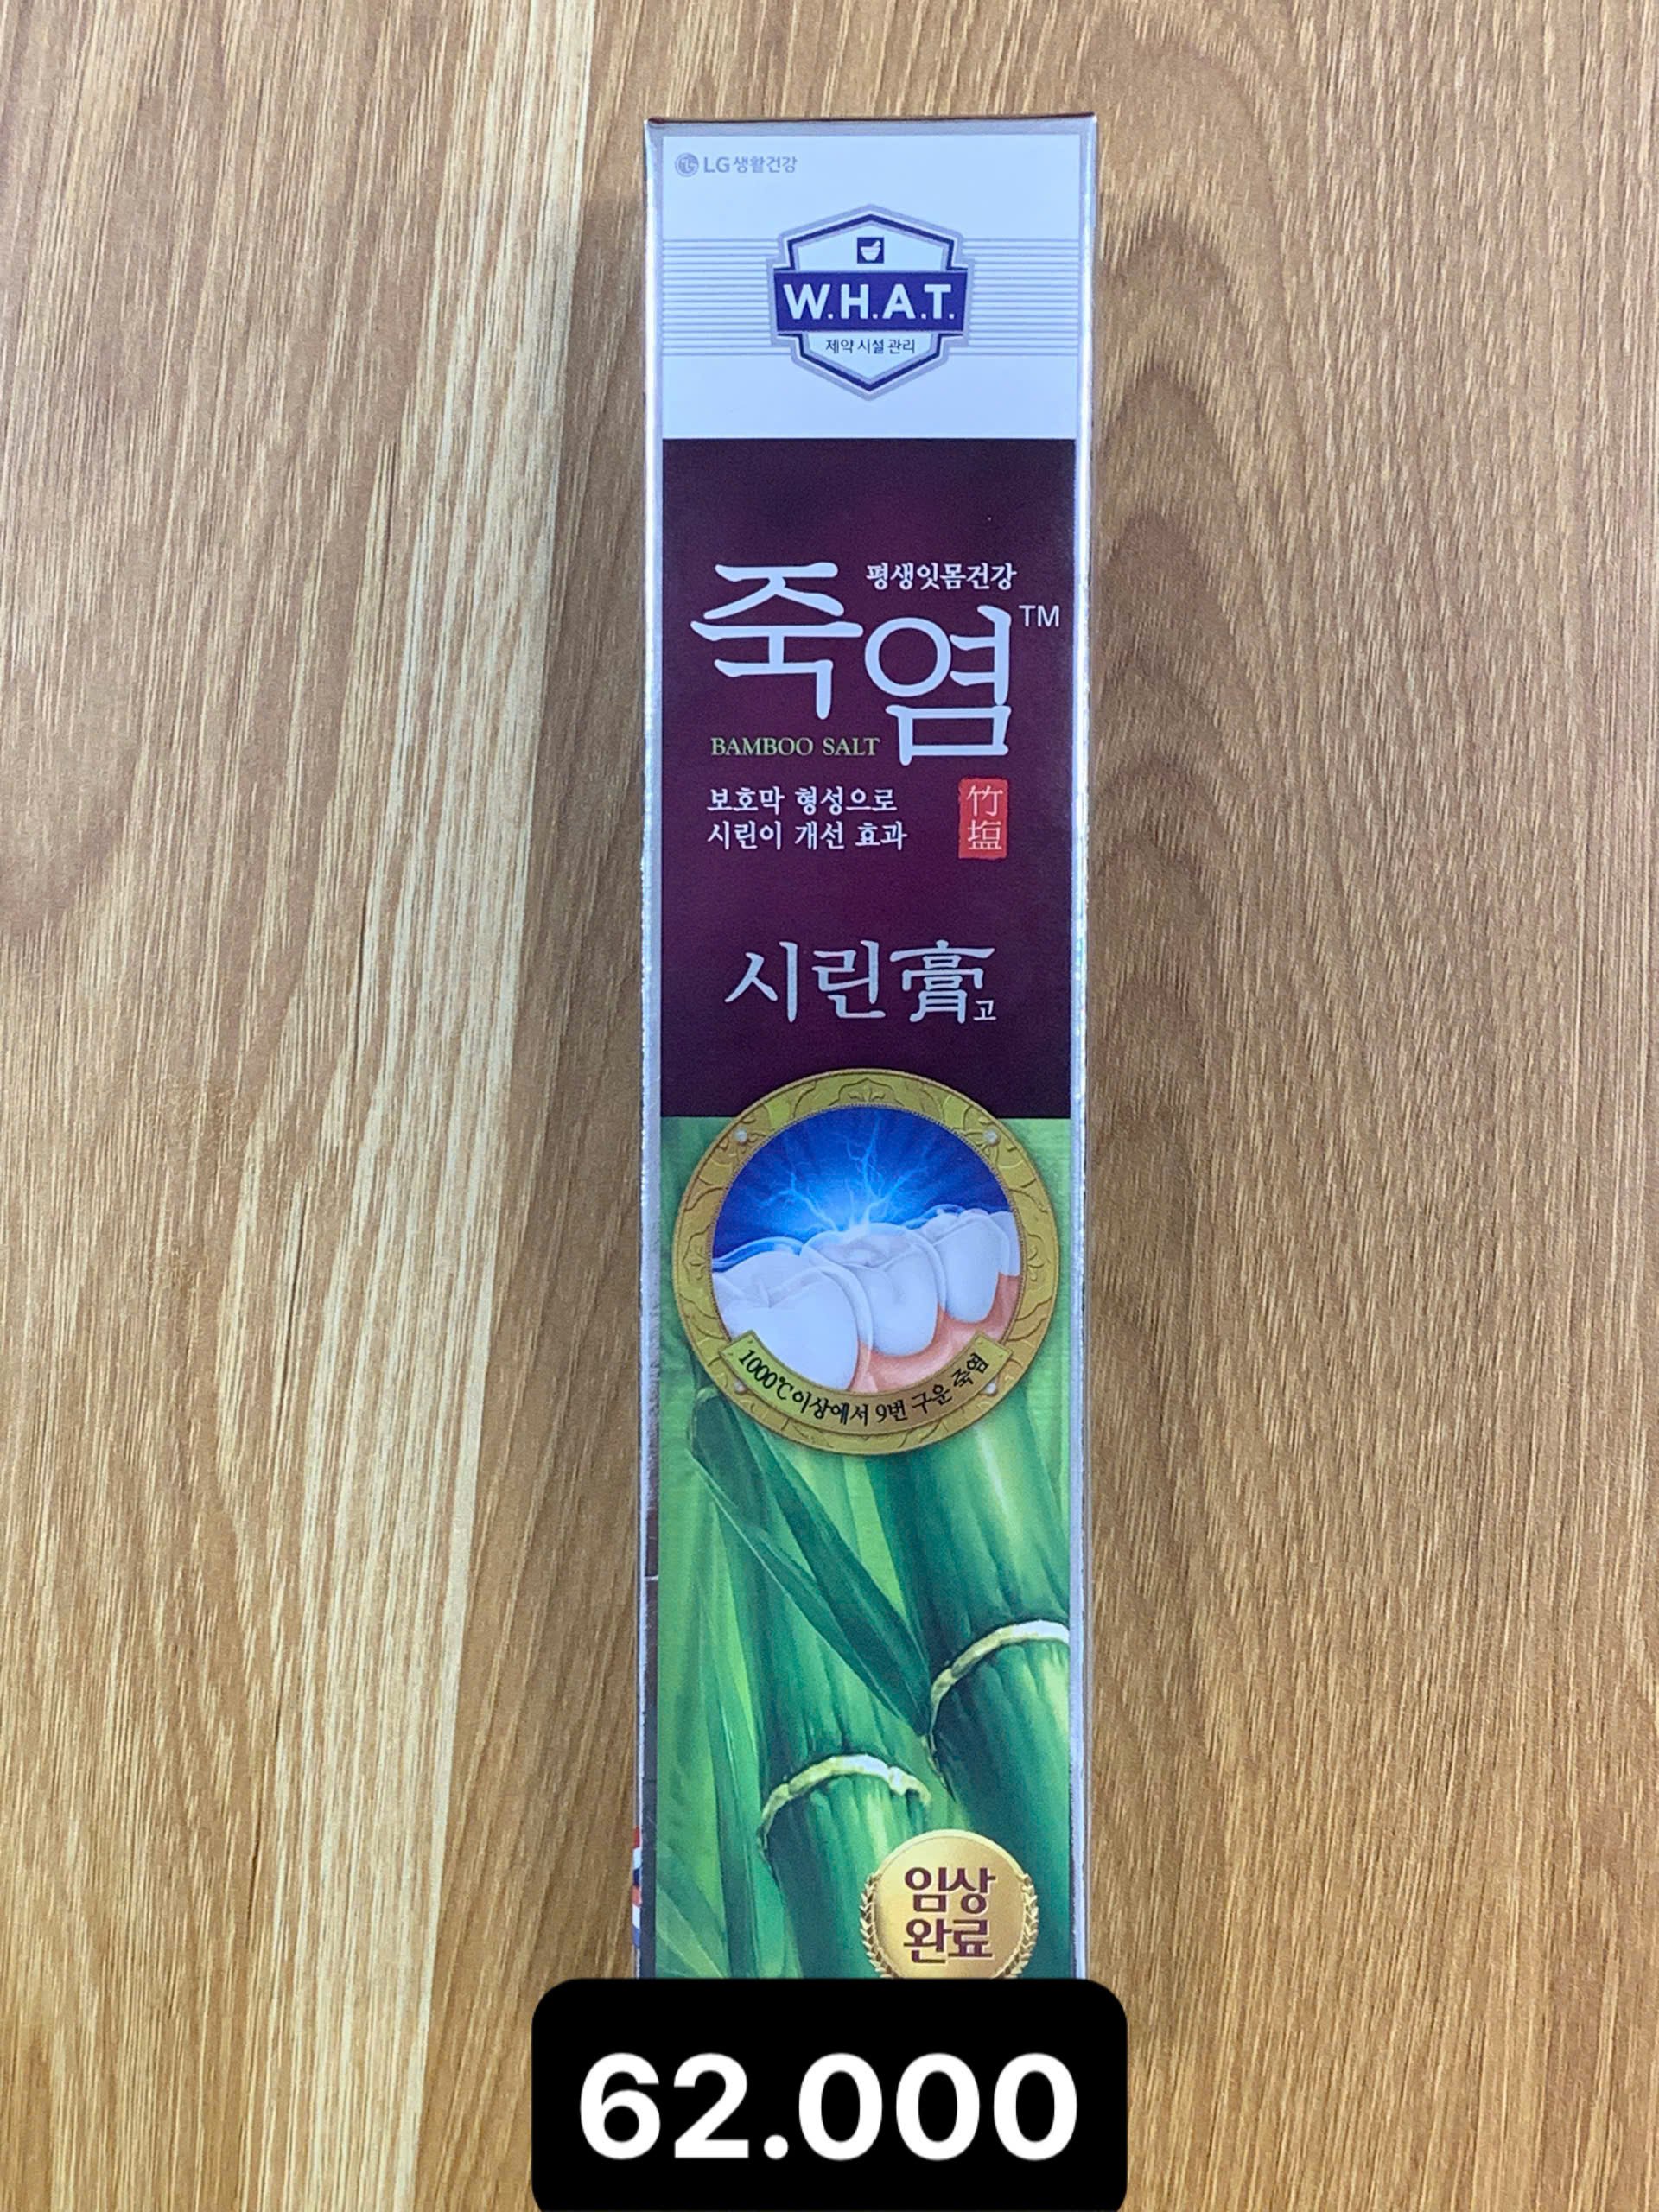 LG생활건강
W.H.A.T.
제약 시설 관리
평생잇몸건강
죽염™
BAMBOO SALT
보호막 형성으로
시린이 개선 효과
竹
塩
시린膏고
1000℃이상에서 9번 구운 죽염
임상
완료
62.000